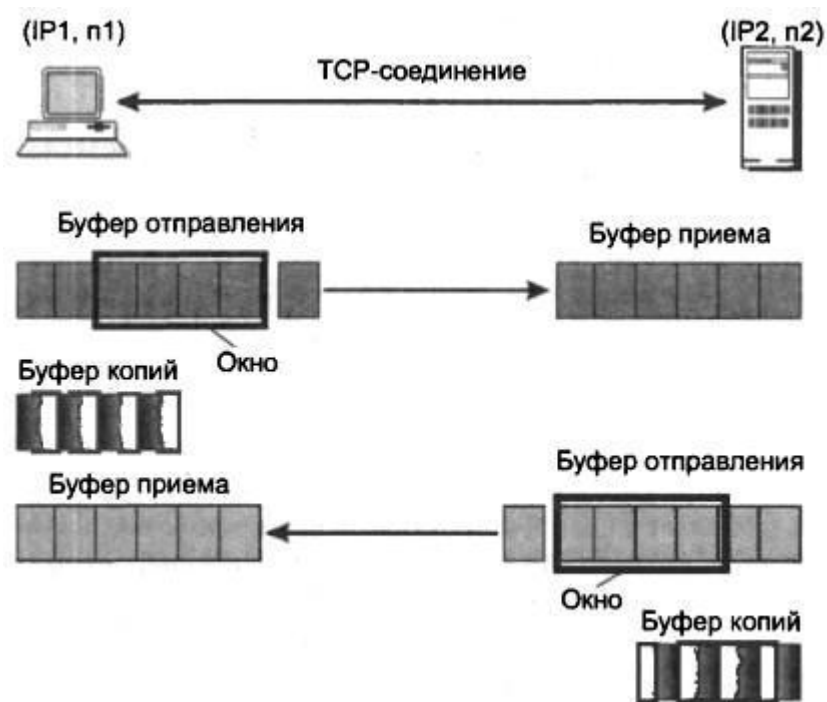 (IP1, n1)
(IP2, n2)
TCP-соединение
Буфер отправления
Буфер приема
Окно
Буфер копий
Буфер приема
Буфер отправления
Окно
Буфер копий